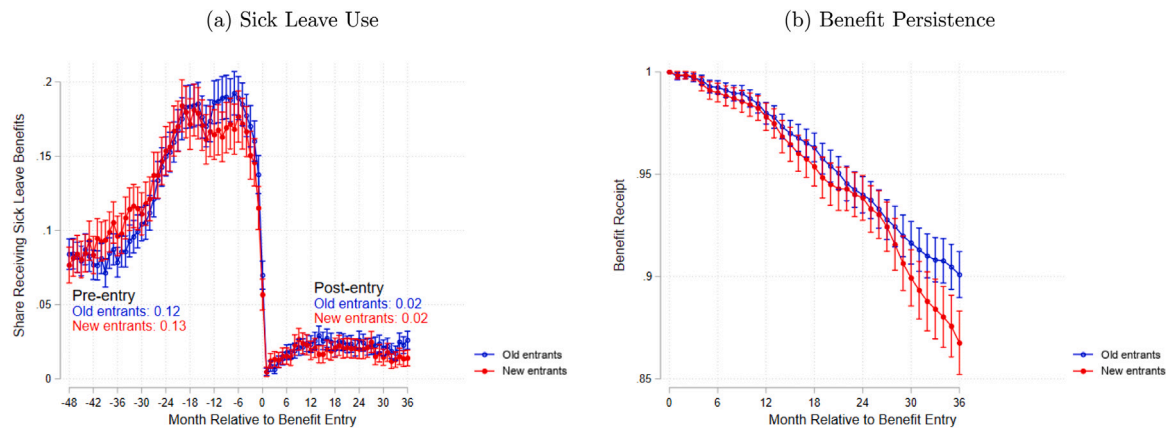 (a) Sick Leave Use
Share Receiving Sick Leave Benefits
.2
.15
.1
.05
0
Pre-entry
Old entrants: 0.12
New entrants: 0.13
Post-entry
Old entrants: 0.02
New entrants: 0.02
-48 -42 -36 -30 -24 -18 -12 -6 0 6 12 18 24 30 36
Month Relative to Benefit Entry
Old entrants
New entrants
(b) Benefit Persistence
Benefit Receipt
1
.95
.9
.85
0 6 12 18 24 30 36
Month Relative to Benefit Entry
Old entrants
New entrants